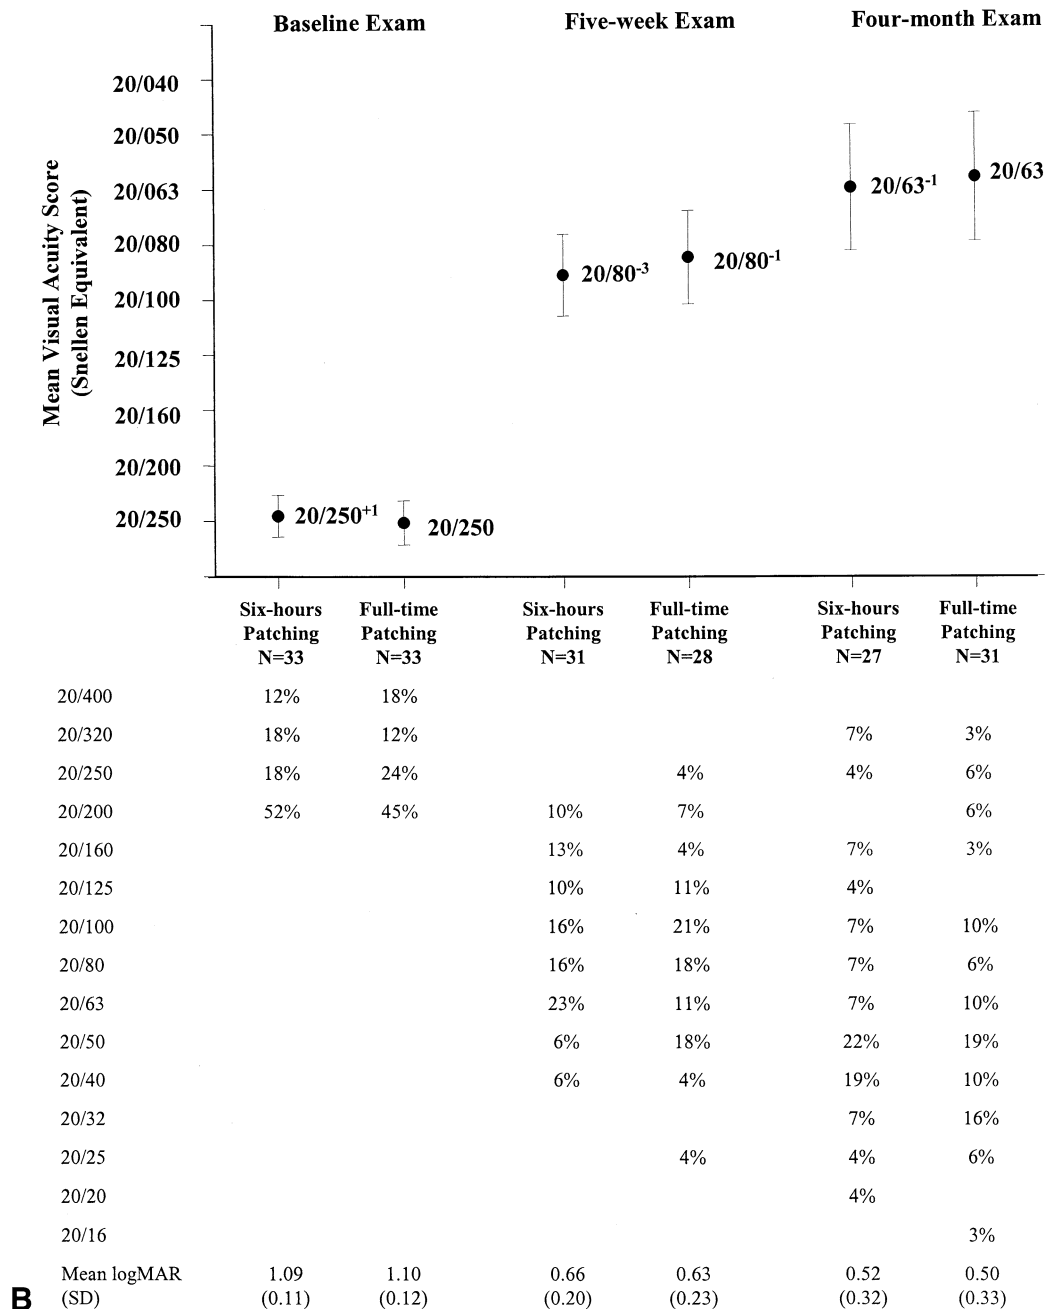 Baseline Exam Five-week Exam Four-month Exam
Mean Visual Acuity Score
(Snellen Equivalent)
20/040
20/050
20/063
20/080
20/100
20/125
20/160
20/200
20/250
20/250+1
20/250
20/80-3
20/80-1
20/63-1
20/63
Six-hours Full-time Six-hours Full-time Six-hours Full-time
Patching Patching Patching Patching Patching Patching
N=33 N=33 N=31 N=28 N=27 N=31
20/400 12% 18%
20/320 18% 12% 7% 3%
20/250 18% 24% 4% 4% 6%
20/200 52% 45% 10% 7% 6%
20/160 13% 4% 7% 3%
20/125 10% 11% 4%
20/100 16% 21% 7% 10%
20/80 16% 18% 7% 6%
20/63 23% 11% 7% 10%
20/50 6% 18% 22% 19%
20/40 6% 4% 19% 10%
20/32 7% 16%
20/25 4% 4% 6%
20/20 4%
20/16 3%
Mean logMAR 1.09 1.10 0.66 0.63 0.52 0.50
B (SD) (0.11) (0.12) (0.20) (0.23) (0.32) (0.33)